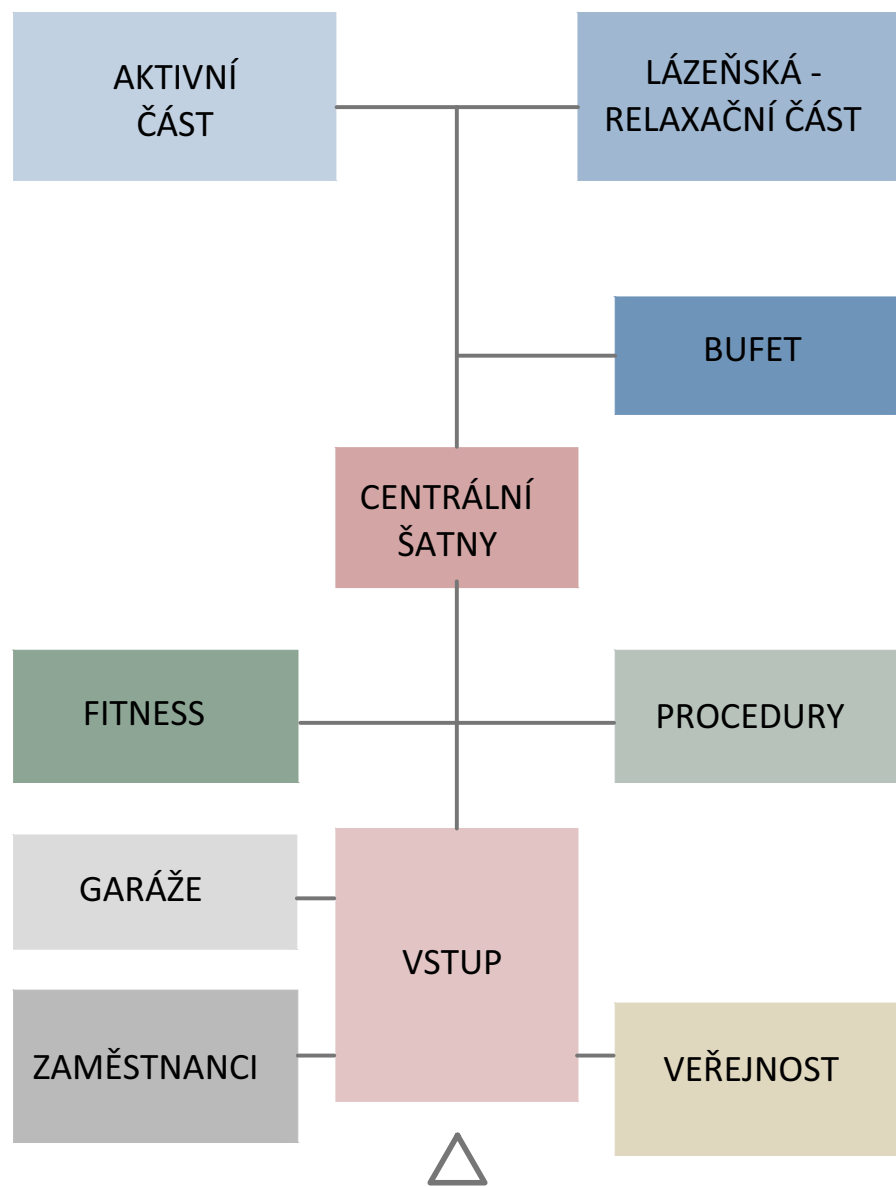 AKTIVNÍ
ČÁST
LÁZEŇSKÁ -
RELAXAČNÍ ČÁST
BUFET
CENTRÁLNÍ
ŠATNY
FITNESS
PROCEDURY
GARÁŽE
VSTUP
ZAMĚSTNANCI
VEŘEJNOST